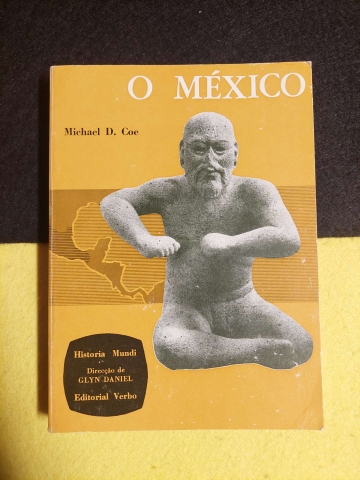 O MÉXICO
Michael D. Coe
Historia Mundi
Direcção de
GLYN DANIEL
Editorial Verbo